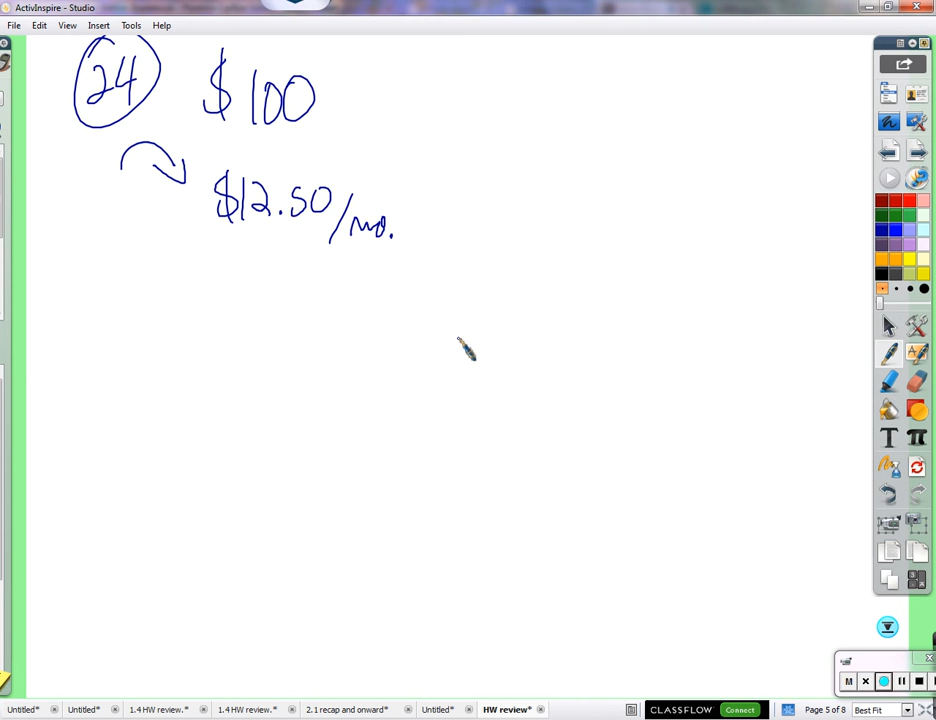 ActivInspire - Studio
File Edit View Insert Tools Help
24 $100
$12.50/mo.
Untitled* Untitled* 1.4 HW review.* 1.4 HW review.* 2.1 recap and onward* Untitled* HW review* CLASSFLOW Connect Page 5 of 8 Best Fit
M
T
π